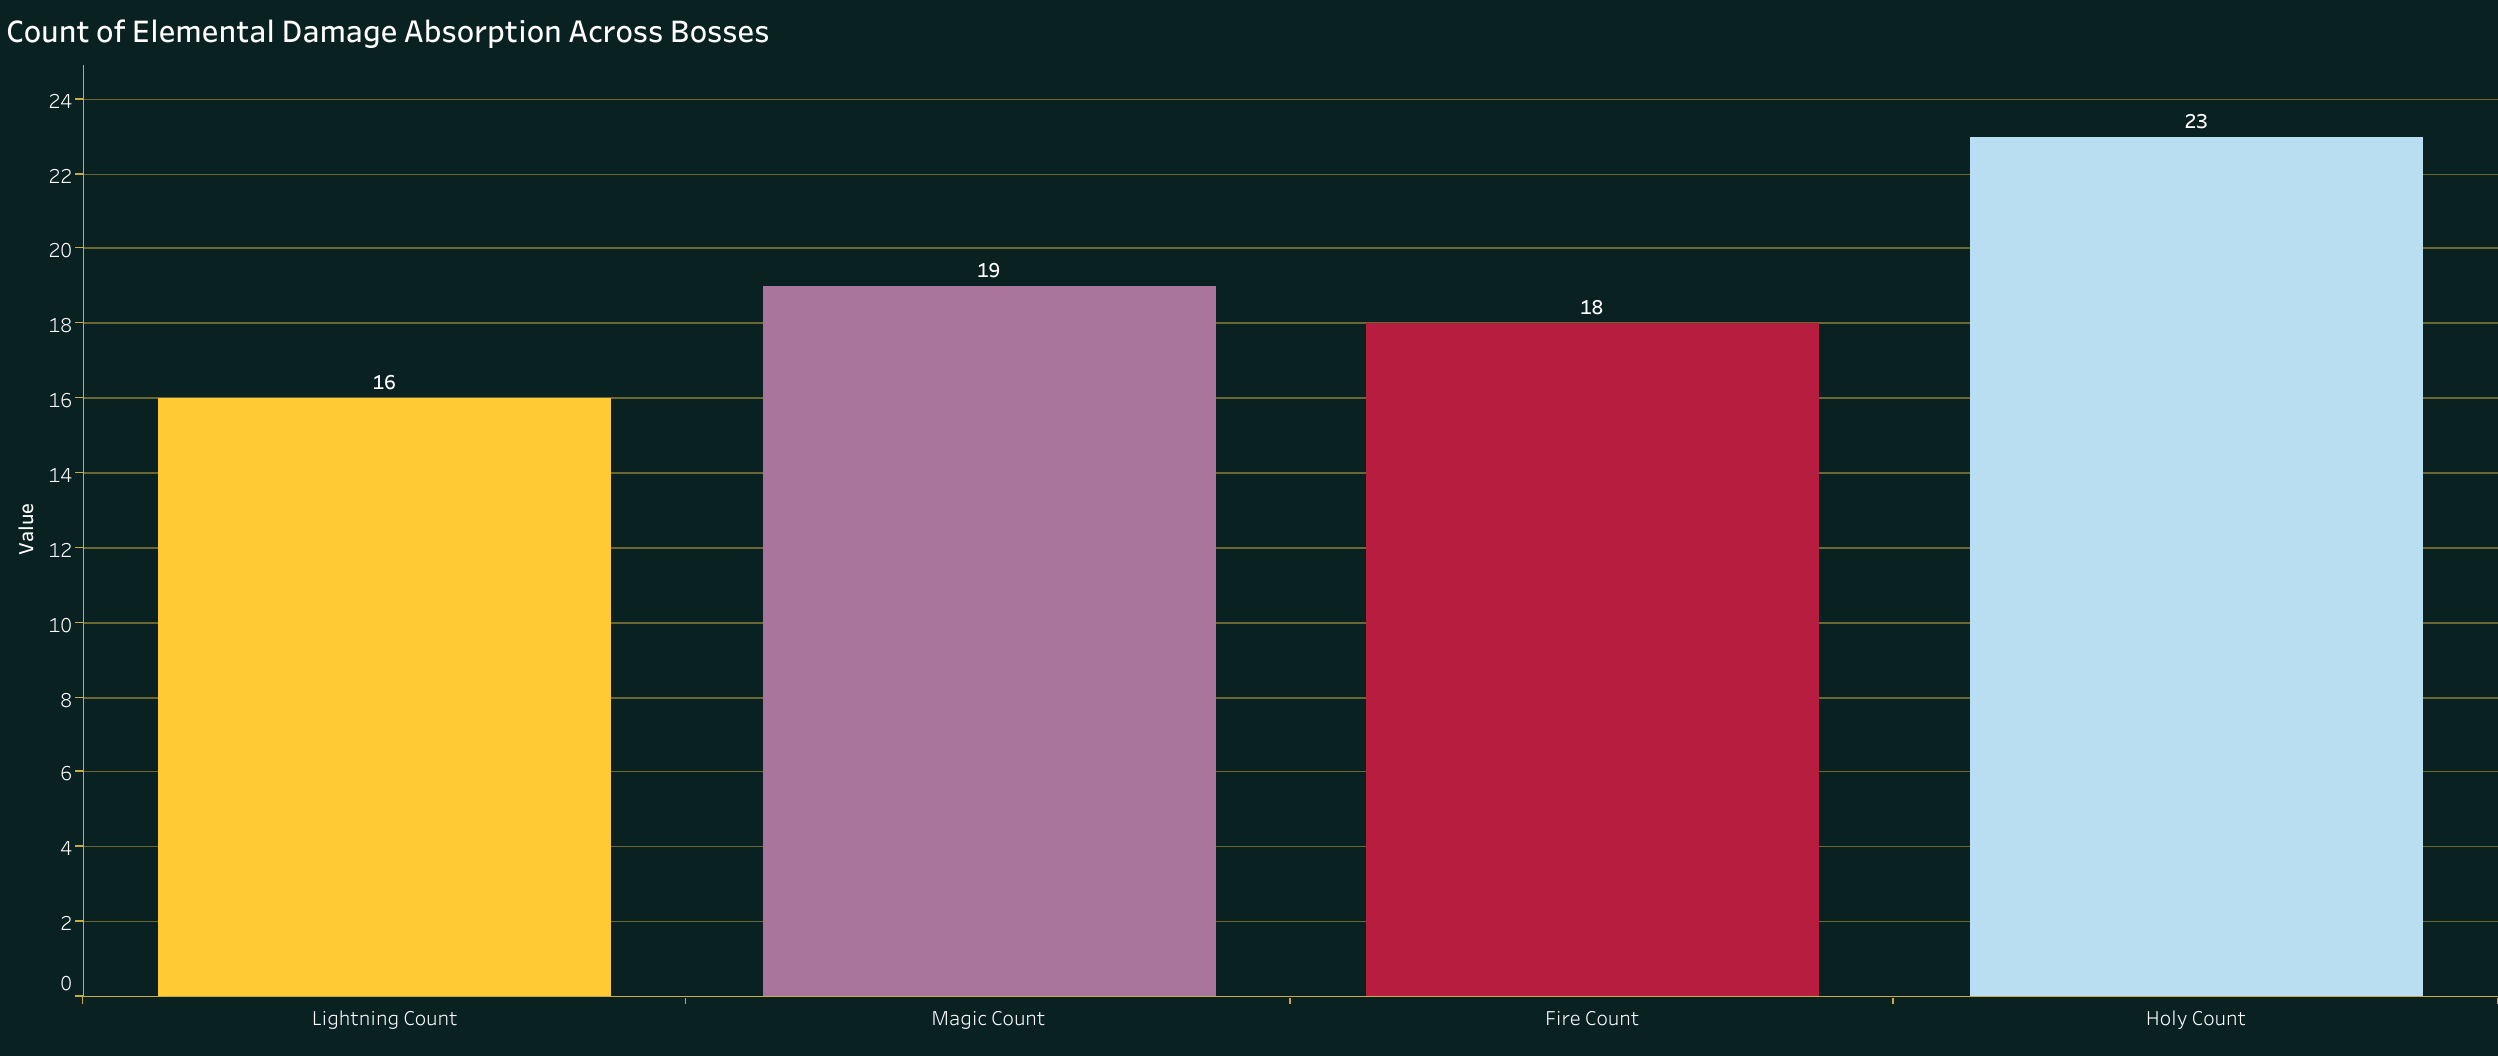 Count of Elemental Damage Absorption Across Bosses
Value
24
22
20
18
16
14
12
10
8
6
4
2
0
16
19
18
23
Lightning Count
Magic Count
Fire Count
Holy Count